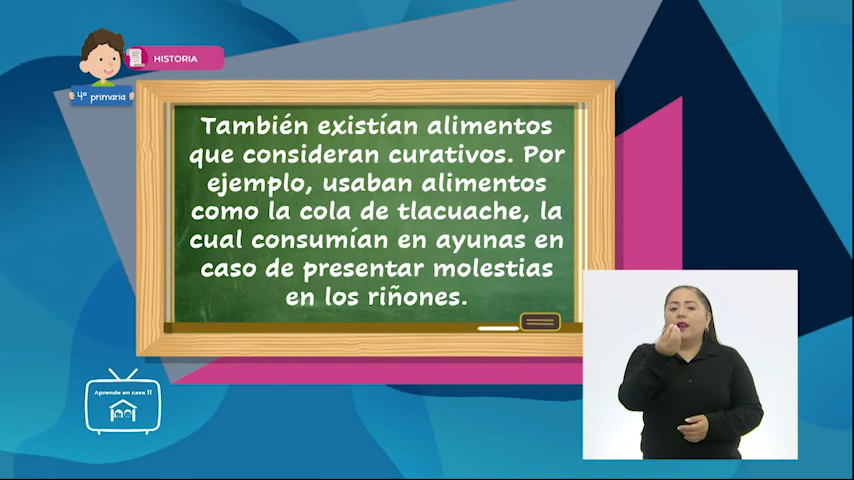 HISTORIA
4° primaria
También existían alimentos
que consideran curativos. Por
ejemplo, usaban alimentos
como la cola de tlacuache, la
cual consumían en ayunas en
caso de presentar molestias
en los riñones.
Aprende en casa II